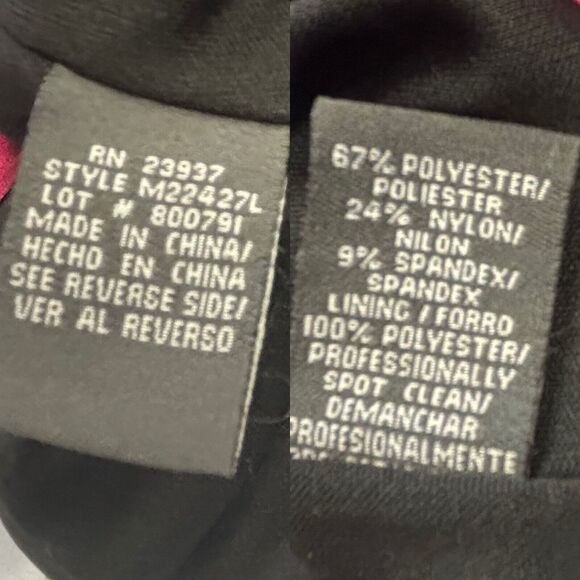 RN 23937
STYLE M22427L
LOT # 800791
MADE IN CHINA/
HECHO EN CHINA
SEE REVERSE SIDE/
VER AL REVERSO
67% POLYESTER/
POLIESTER
24% NYLON/
NILON
9% SPANDEX/
SPANDEX
LINING / FORRO
100% POLYESTER/
PROFESSIONALLY
SPOT CLEAN/
DEMANCHAR
PROFESIONALMENTE